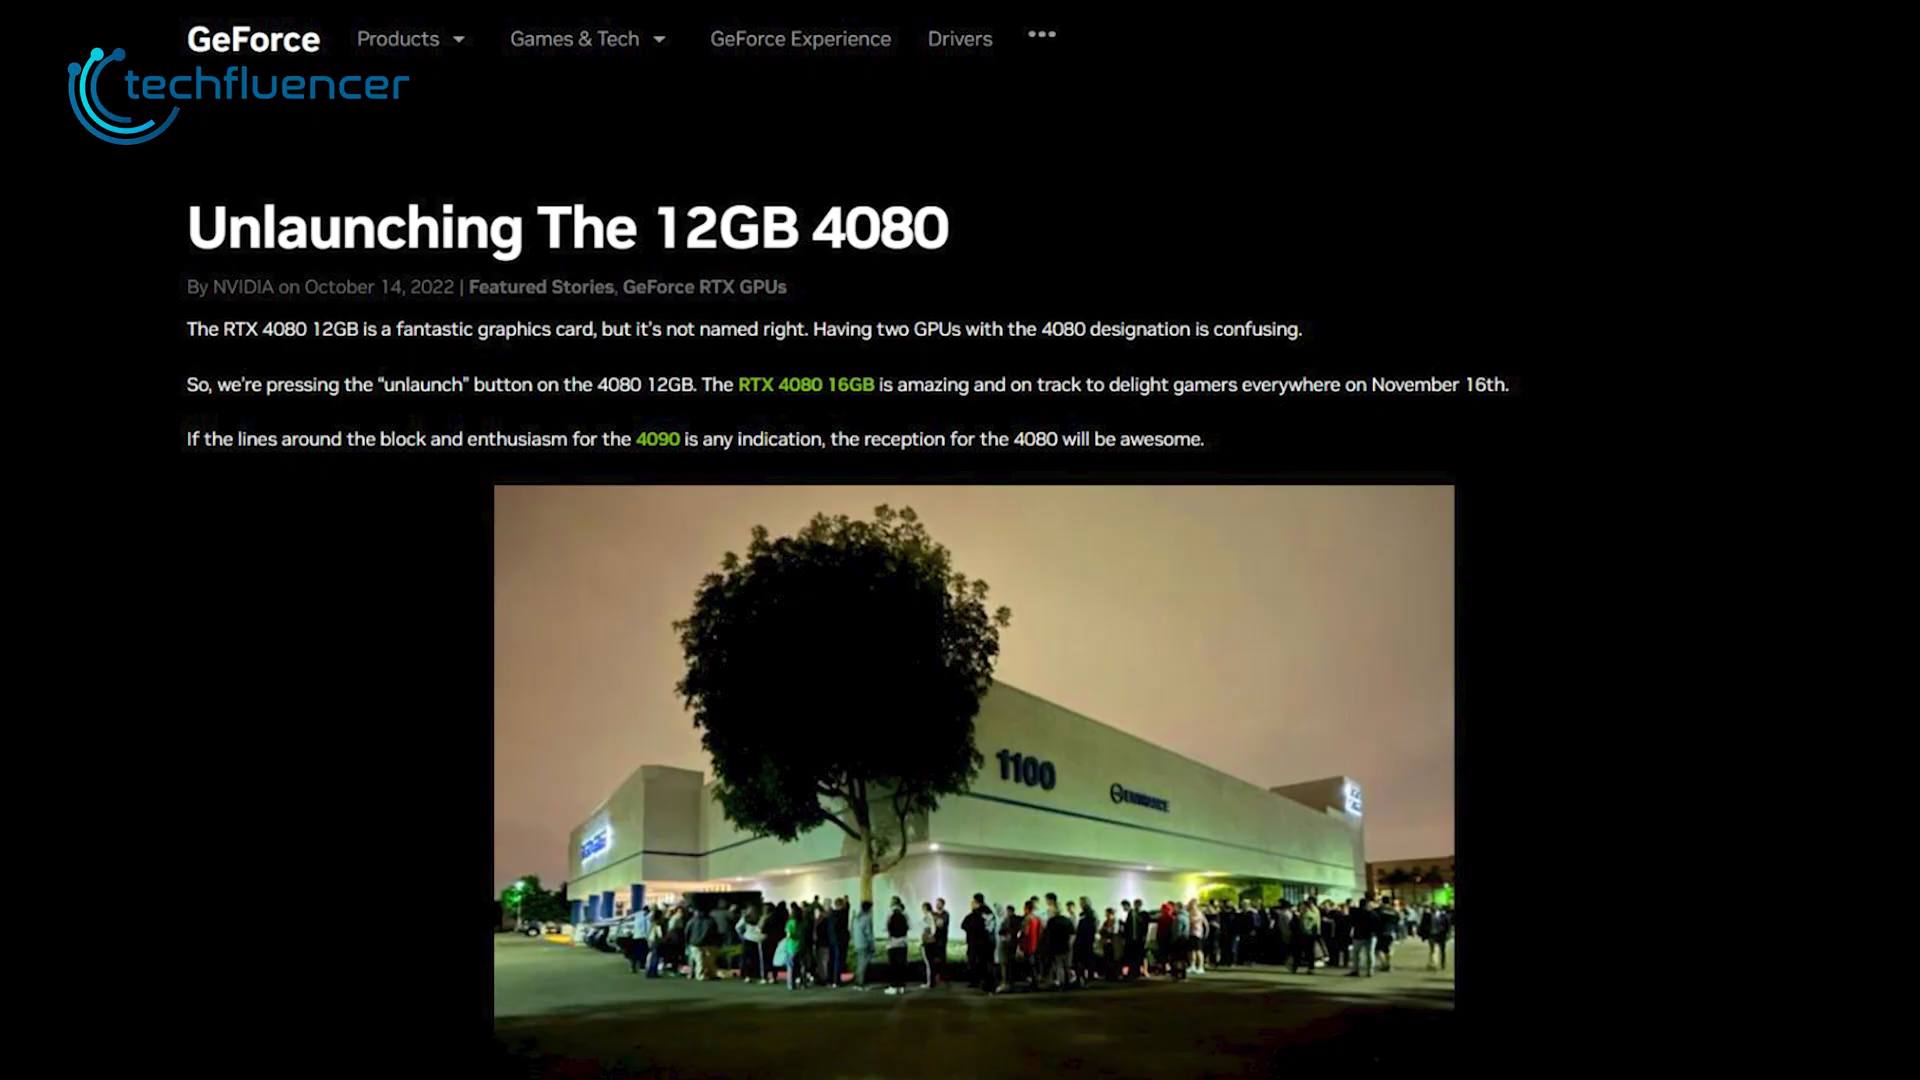 GeForce Products Games & Tech GeForce Experience Drivers •••
techfluencer
Unlaunching The 12GB 4080
By NVIDIA on October 14, 2022 | Featured Stories, GeForce RTX GPUs
The RTX 4080 12GB is a fantastic graphics card, but it's not named right. Having two GPUs with the 4080 designation is confusing.
So, we're pressing the “unlaunch” button on the 4080 12GB. The RTX 4080 16GB is amazing and on track to delight gamers everywhere on November 16th.
If the lines around the block and enthusiasm for the 4090 is any indication, the reception for the 4080 will be awesome.
1100